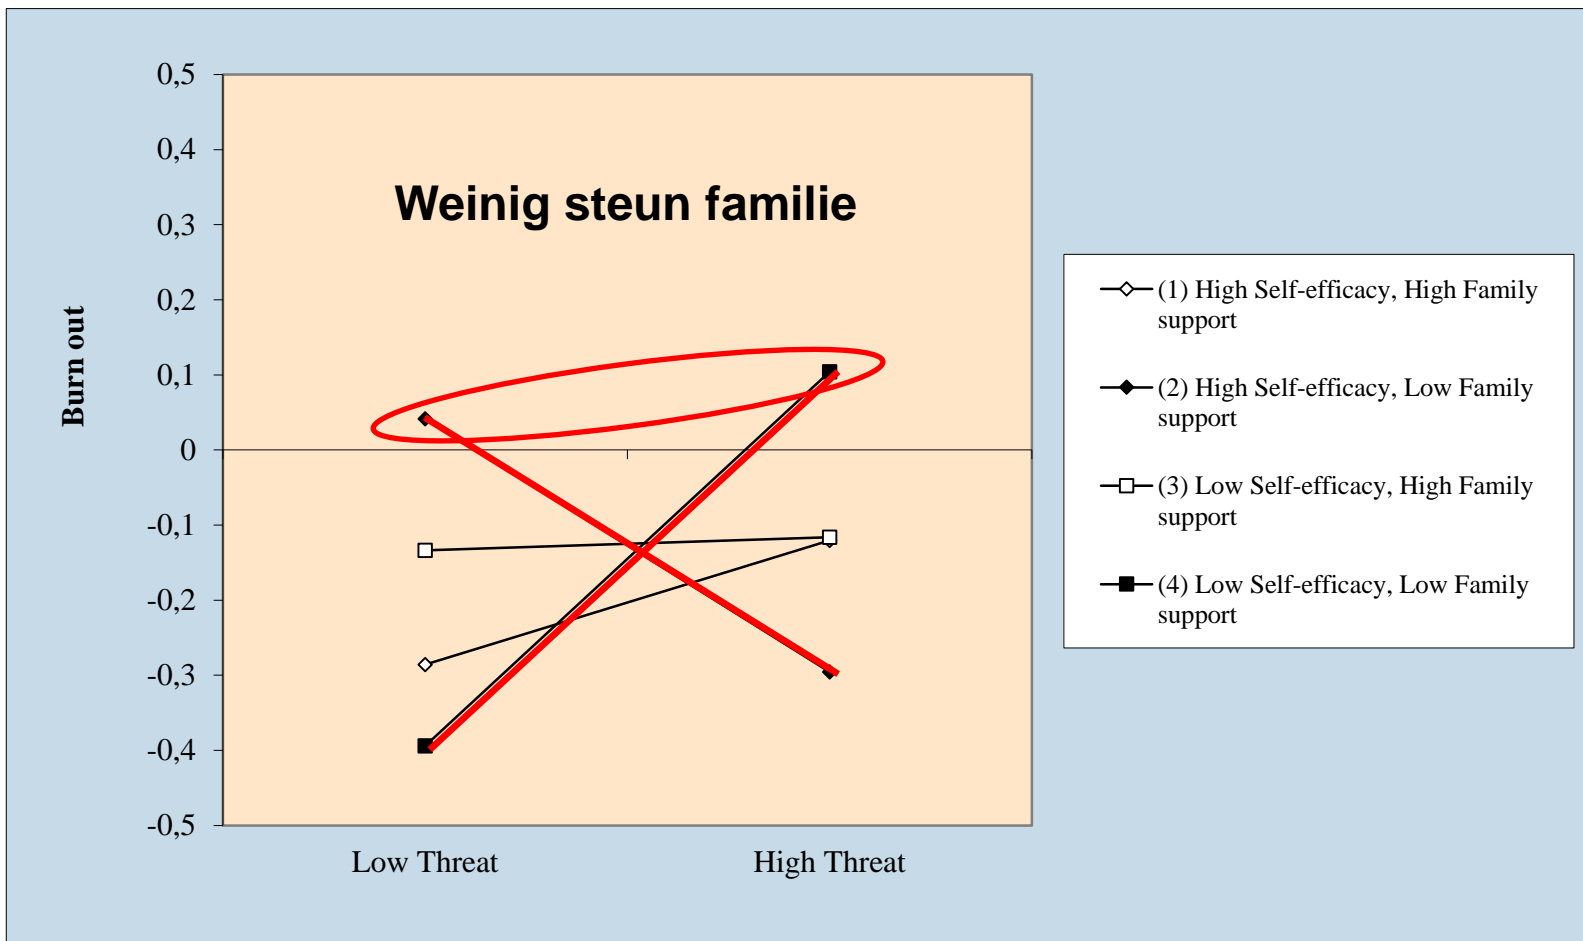 0,5
0,4
0,3
0,2
0,1
0
-0,1
-0,2
-0,3
-0,4
-0,5
Burn out
Weinig steun familie
Low Threat
High Threat
(1) High Self-efficacy, High Family
support
(2) High Self-efficacy, Low Family
support
(3) Low Self-efficacy, High Family
support
(4) Low Self-efficacy, Low Family
support